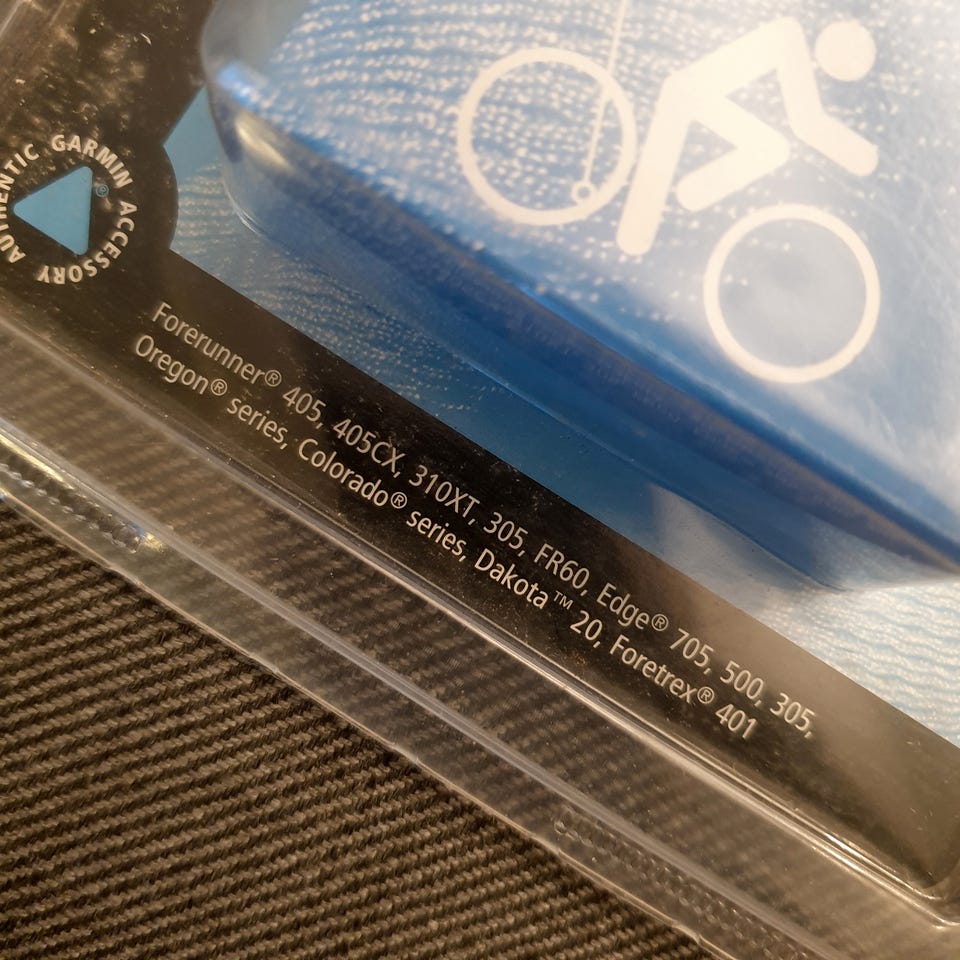 AUTHENTIC GARMIN® ACCESSORY
Forerunner® 405, 405CX, 310XT, 305, FR60, Edge® 705, 500, 305,
Oregon® series, Colorado® series, Dakota™ 20, Foretrex® 401